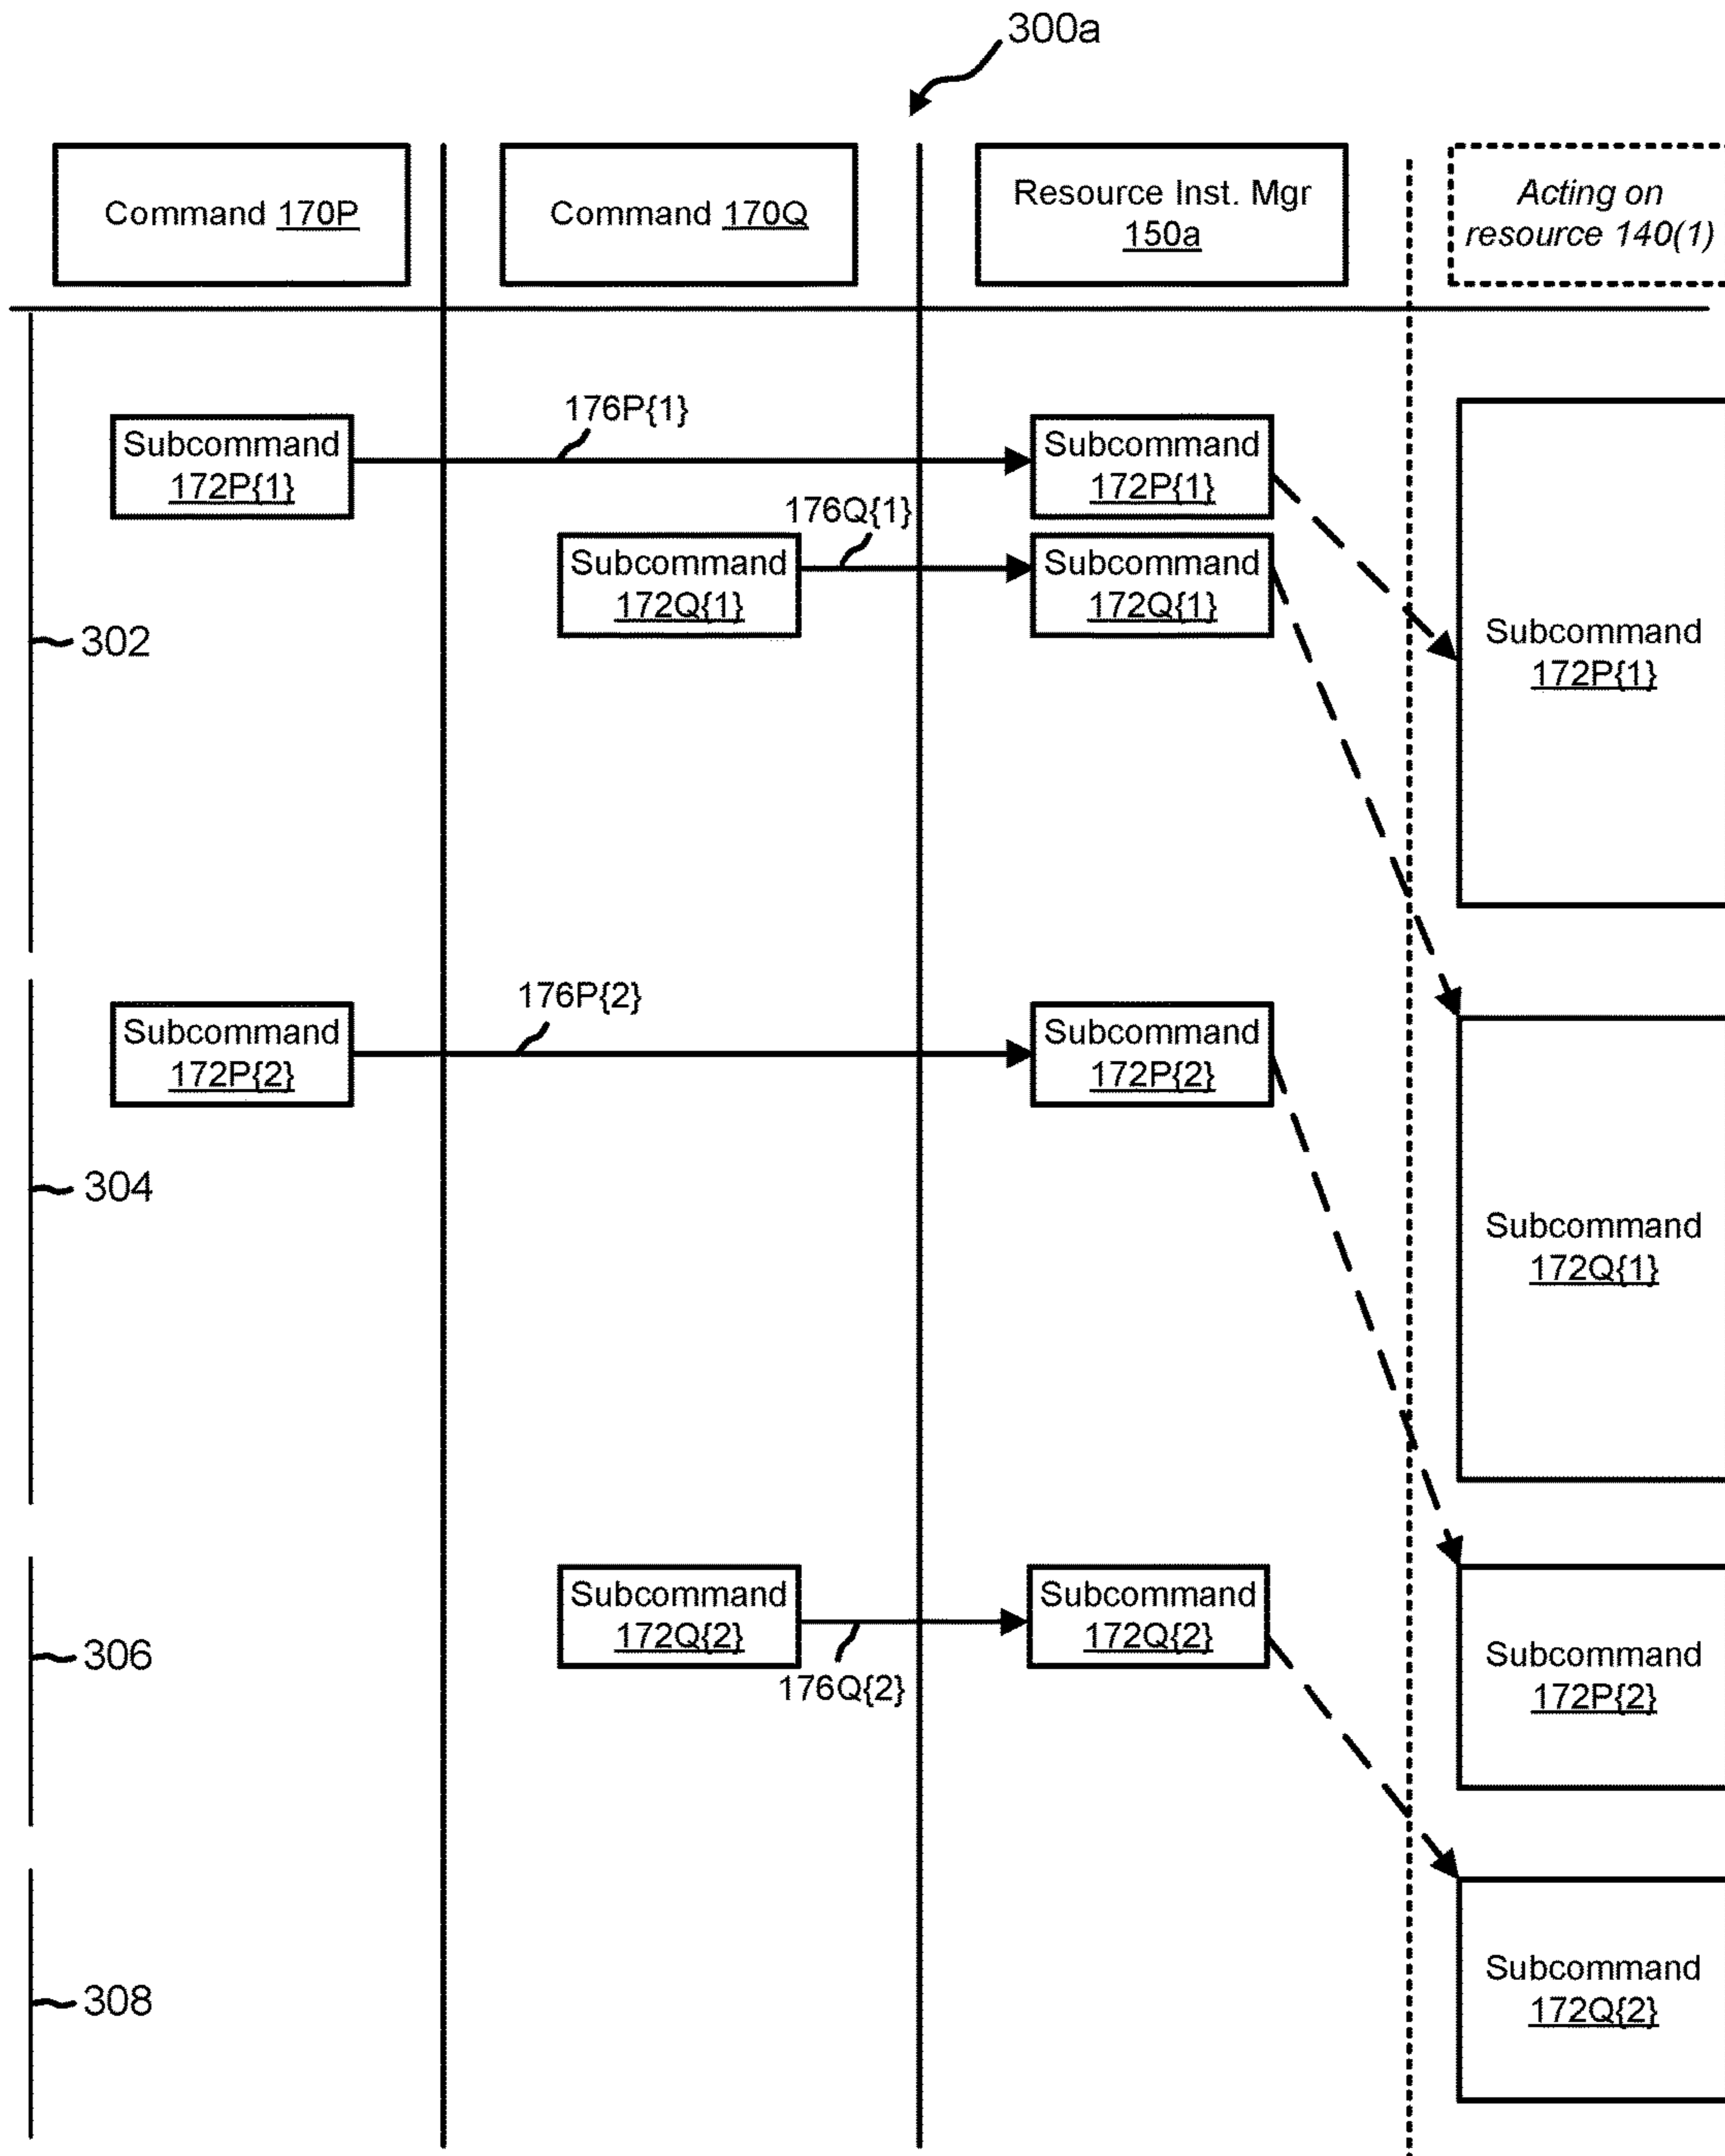 300a
Command 170P
Command 170Q
Resource Inst. Mgr
150a
Acting on
resource 140(1)
176P{1}
Subcommand
172P{1}
Subcommand
172P{1}
176Q{1}
Subcommand
172Q{1}
Subcommand
172Q{1}
Subcommand
172P{1}
302
176P{2}
Subcommand
172P{2}
Subcommand
172P{2}
304
Subcommand
172Q{1}
Subcommand
172Q{2}
Subcommand
172Q{2}
176Q{2}
306
Subcommand
172P{2}
Subcommand
172Q{2}
308